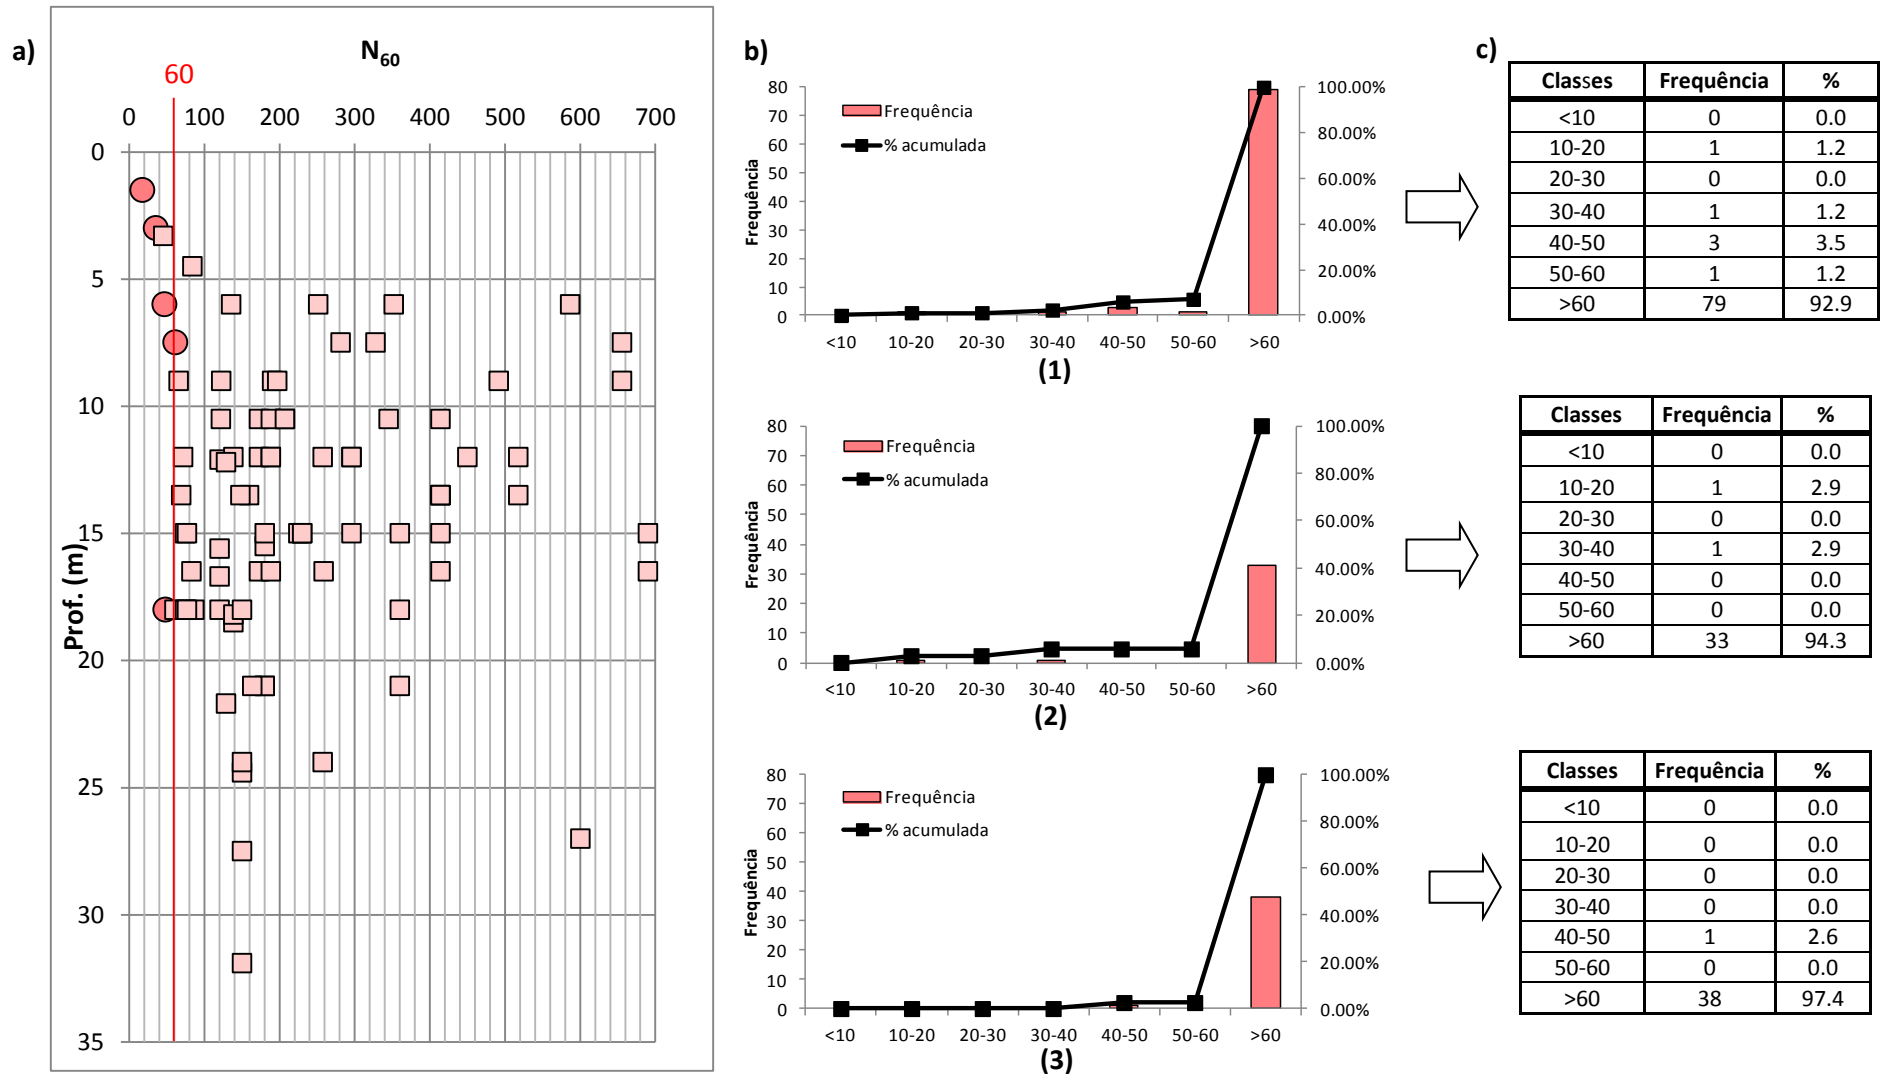 a)
N60
60
0 100 200 300 400 500 600 700
0
5
10
15
20
25
30
35
Prof. (m)
b)
80
70
60
50
40
30
20
10
0
Frequência
100.00%
80.00%
60.00%
40.00%
20.00%
0.00%
Frequência
% acumulada
<10 10-20 20-30 30-40 40-50 50-60 >60
(1)
80
70
60
50
40
30
20
10
0
Frequência
100.00%
80.00%
60.00%
40.00%
20.00%
0.00%
Frequência
% acumulada
<10 10-20 20-30 30-40 40-50 50-60 >60
(2)
80
70
60
50
40
30
20
10
0
Frequência
100.00%
80.00%
60.00%
40.00%
20.00%
0.00%
Frequência
% acumulada
<10 10-20 20-30 30-40 40-50 50-60 >60
(3)
c)
Classes Frequência %
<10 0 0.0
10-20 1 1.2
20-30 0 0.0
30-40 1 1.2
40-50 3 3.5
50-60 1 1.2
>60 79 92.9
Classes Frequência %
<10 0 0.0
10-20 1 2.9
20-30 0 0.0
30-40 1 2.9
40-50 0 0.0
50-60 0 0.0
>60 33 94.3
Classes Frequência %
<10 0 0.0
10-20 0 0.0
20-30 0 0.0
30-40 0 0.0
40-50 1 2.6
50-60 0 0.0
>60 38 97.4